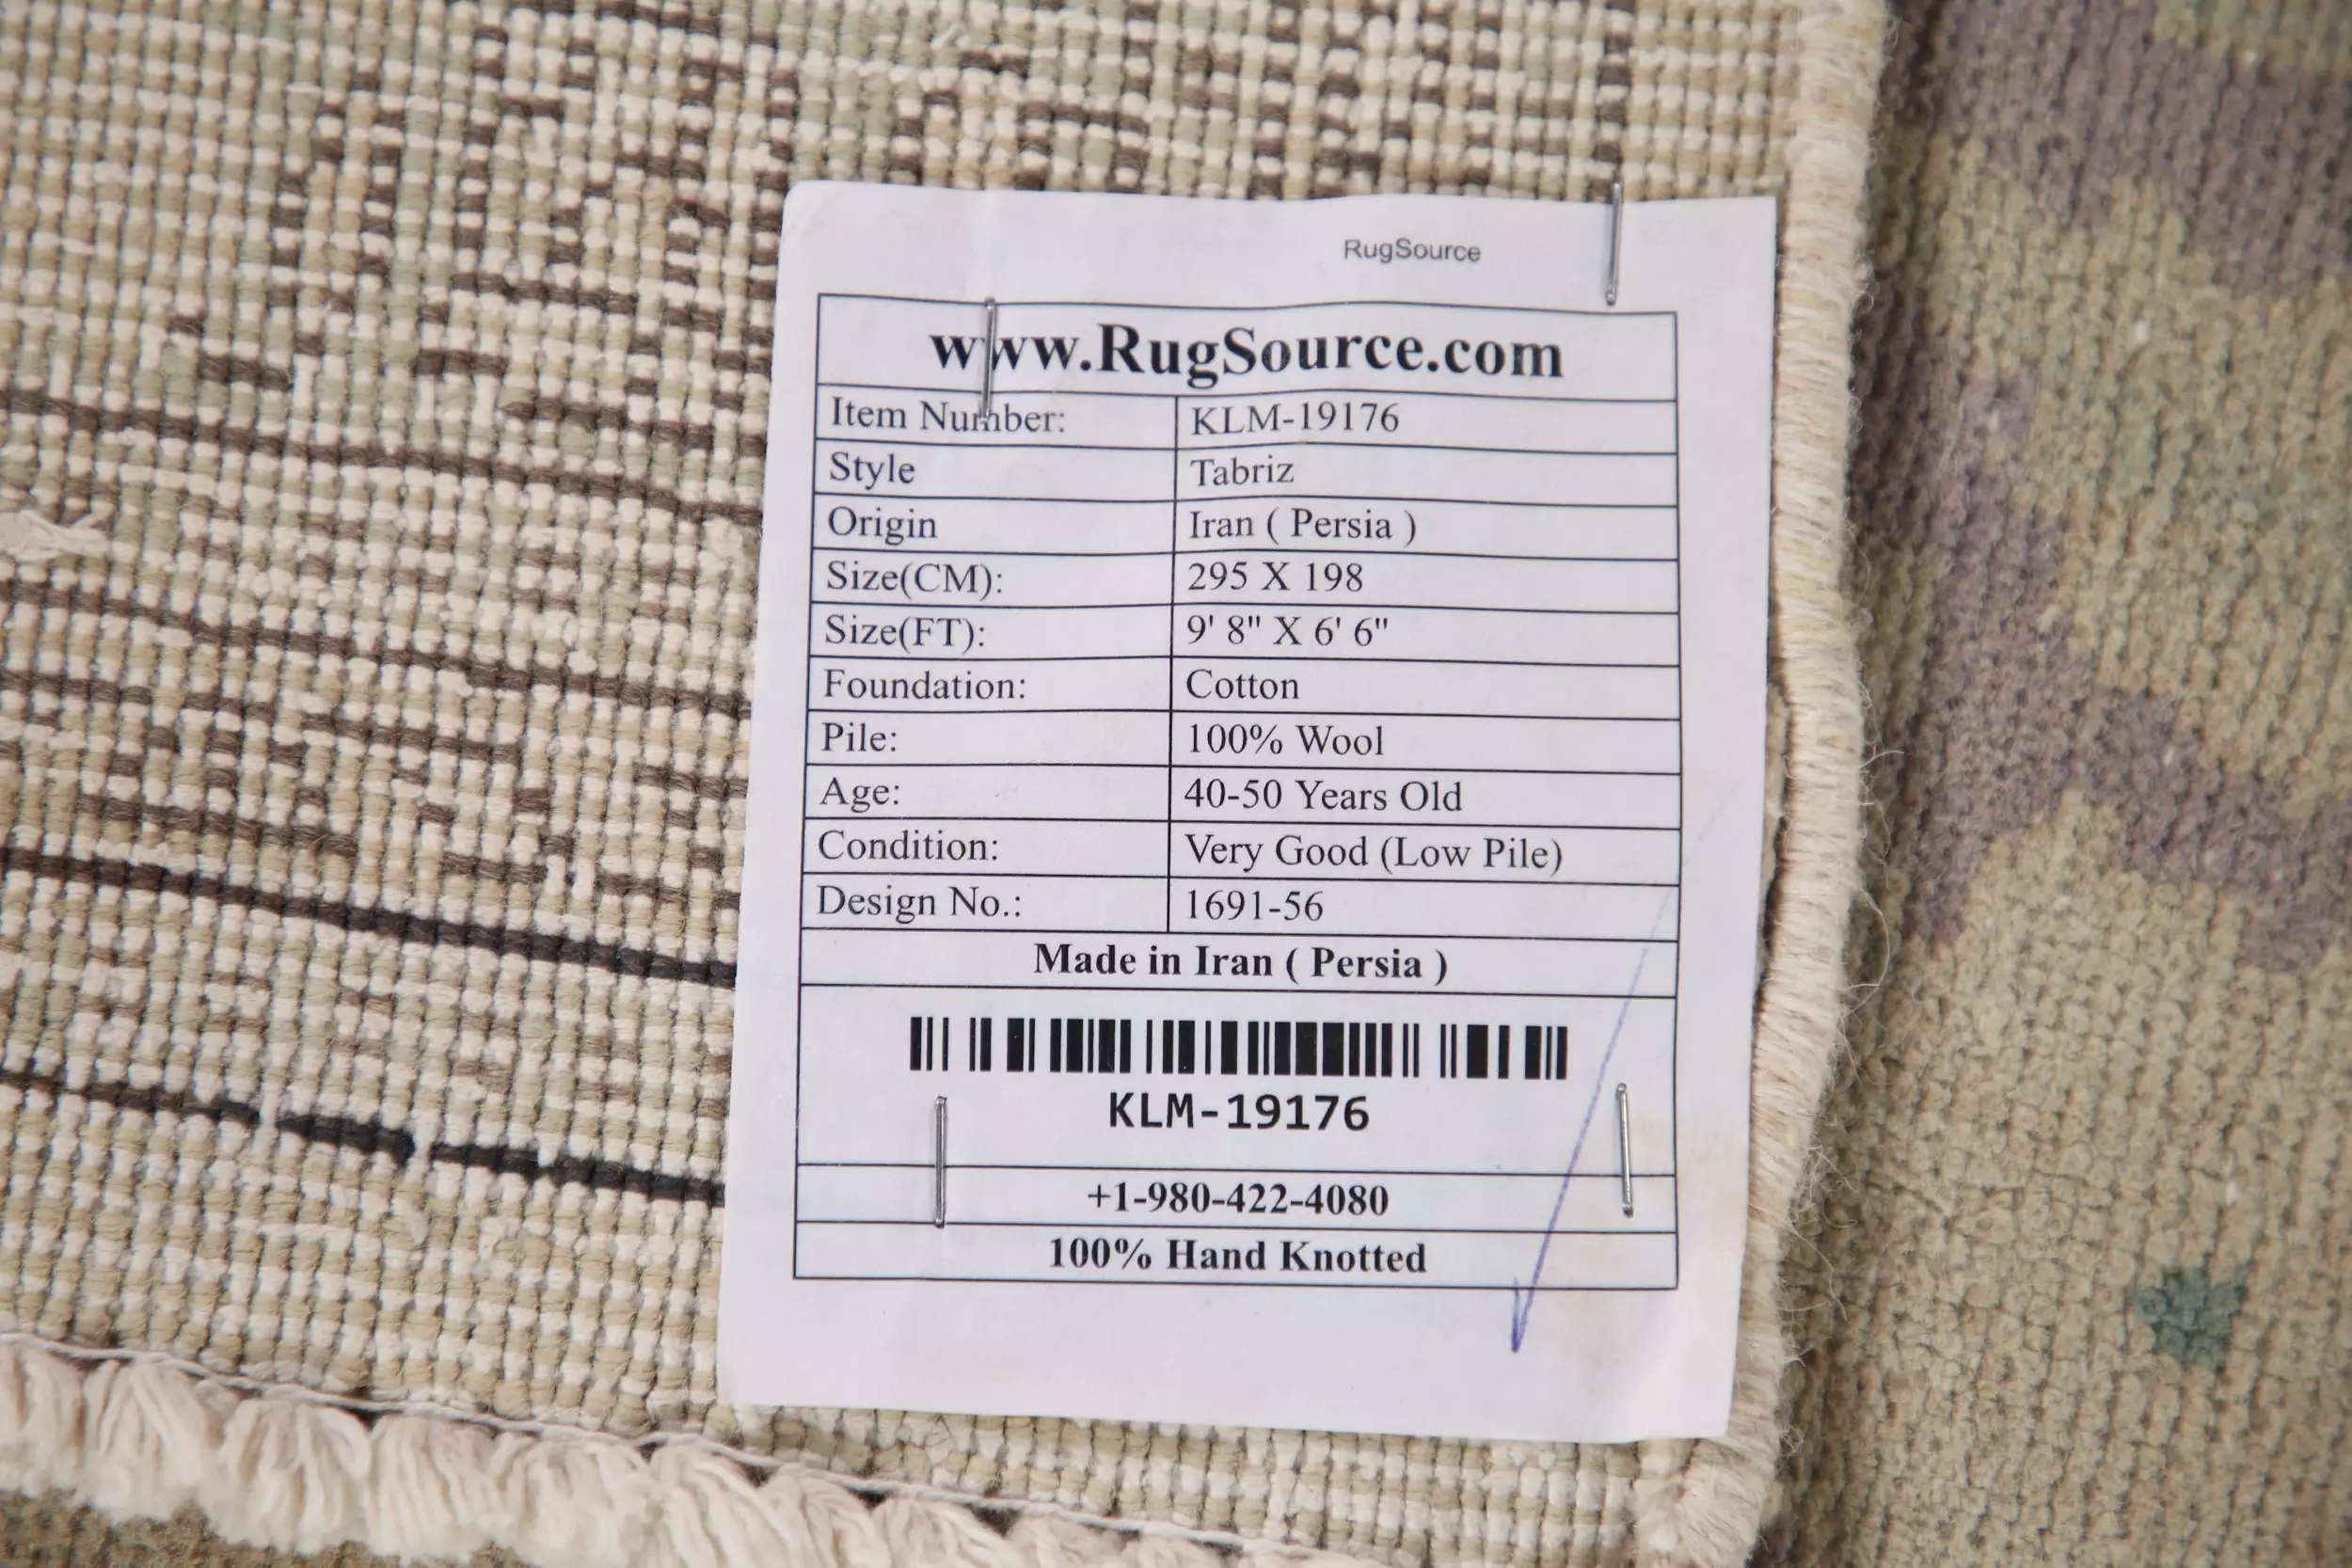 RugSource
www.RugSource.com
Item Number: KLM-19176
Style Tabriz
Origin Iran ( Persia )
Size(CM): 295 X 198
Size(FT): 9' 8" X 6' 6"
Foundation: Cotton
Pile: 100% Wool
Age: 40-50 Years Old
Condition: Very Good (Low Pile)
Design No.: 1691-56
Made in Iran ( Persia )
KLM-19176
+1-980-422-4080
100% Hand Knotted